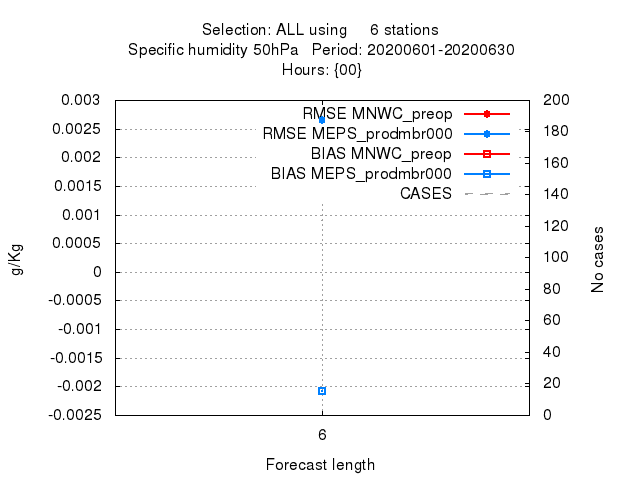 Selection: ALL using     6 stations
Specific humidity 50hPa   Period: 20200601-20200630
Hours: {00}
0.003
0.0025
0.002
0.0015
0.001
0.0005
0
-0.0005
-0.001
-0.0015
-0.002
-0.0025
g/Kg
RMSE MNWC_preop
RMSE MEPS_prodmbr000
BIAS MNWC_preop
BIAS MEPS_prodmbr000
CASES
200
180
160
140
120
100
80
60
40
20
0
No cases
6
Forecast length